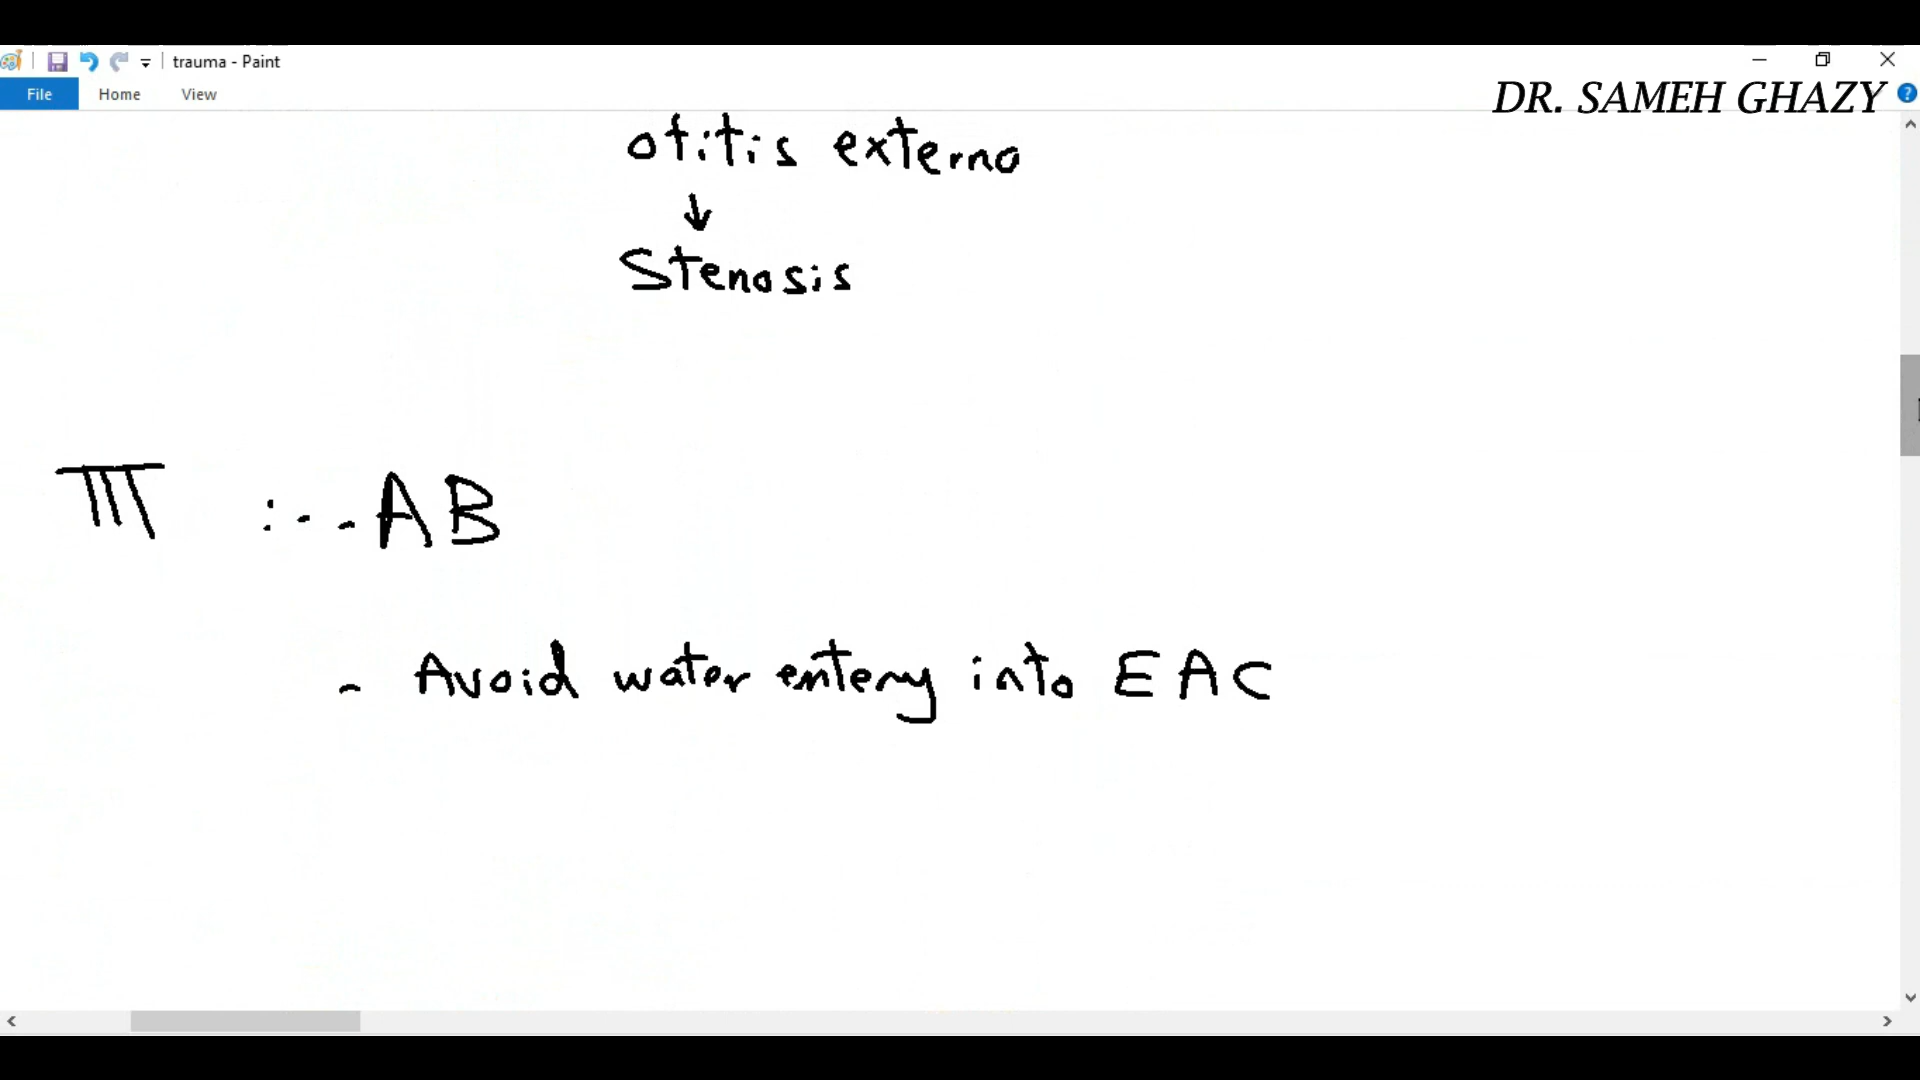 trauma - Paint
File Home View
DR. SAMEH GHAZY
otitis externa
↓
Stenosis
TTT :-- AB
- Avoid water entery into EAC